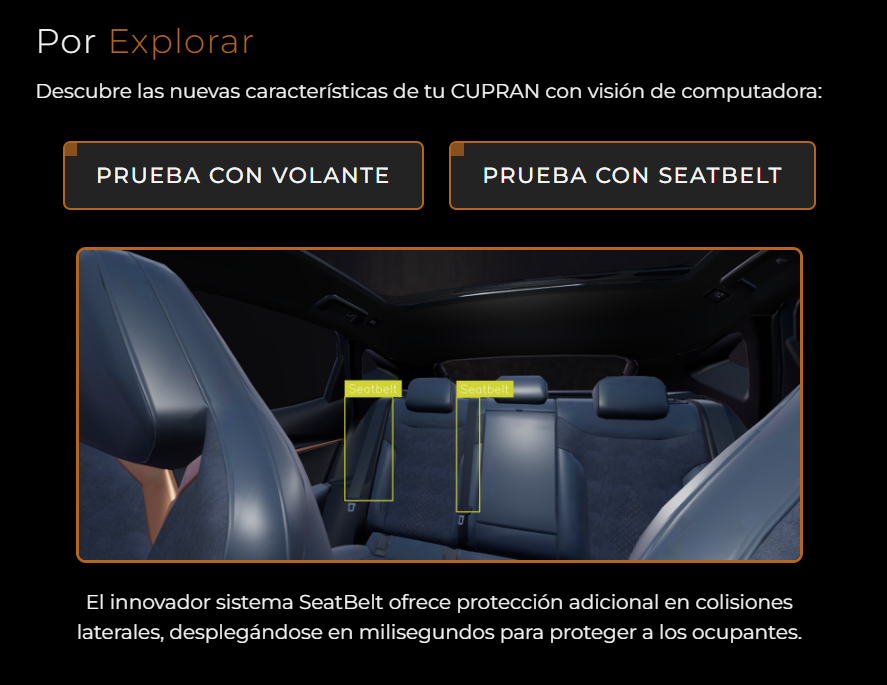 Por Explorar
Descubre las nuevas características de tu CUPRAN con visión de computadora:
PRUEBA CON VOLANTE
PRUEBA CON SEATBELT
Seatbelt
Seatbelt
El innovador sistema SeatBelt ofrece protección adicional en colisiones
laterales, desplegándose en milisegundos para proteger a los ocupantes.